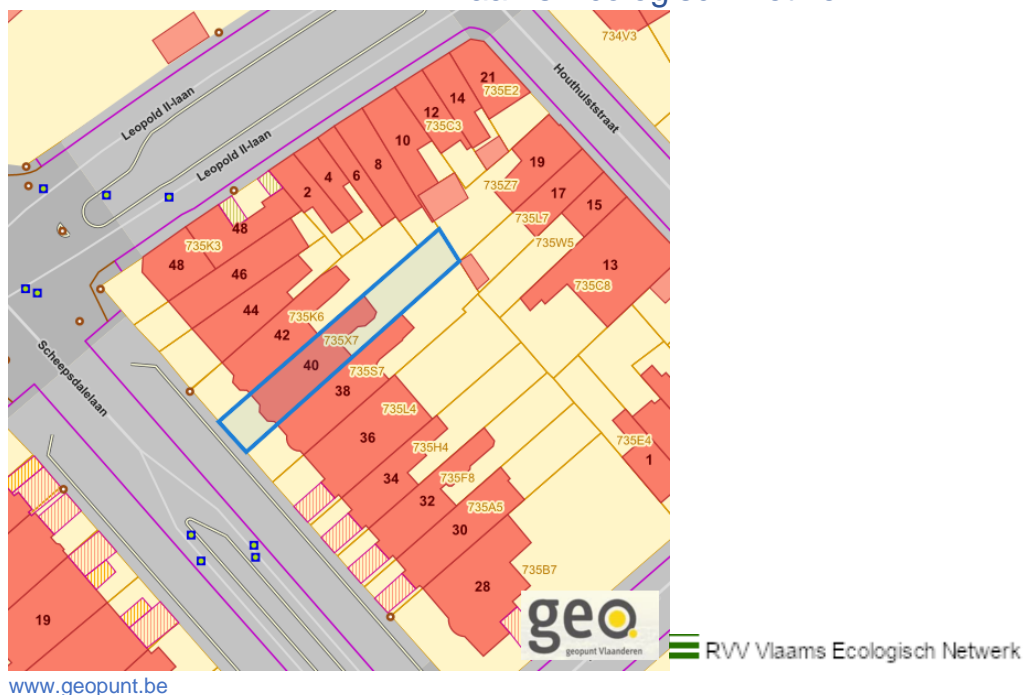 734V3
Leopold II-laan
Leopold II-laan
Houthulststraat
21
735E2
14
12
735C3
10
8
6
4
2
19
735Z7
17
735L7
15
735W5
13
735C8
48
735K3
48
46
44
735K6
42
735X7
40
735S7
38
Scheepsdalelaan
735L4
36
735H4
34
735F8
32
735A5
30
735E4
1
735B7
28
19
geo
geopunt Vlaanderen
RVV Vlaams Ecologisch Netwerk
www.geopunt.be